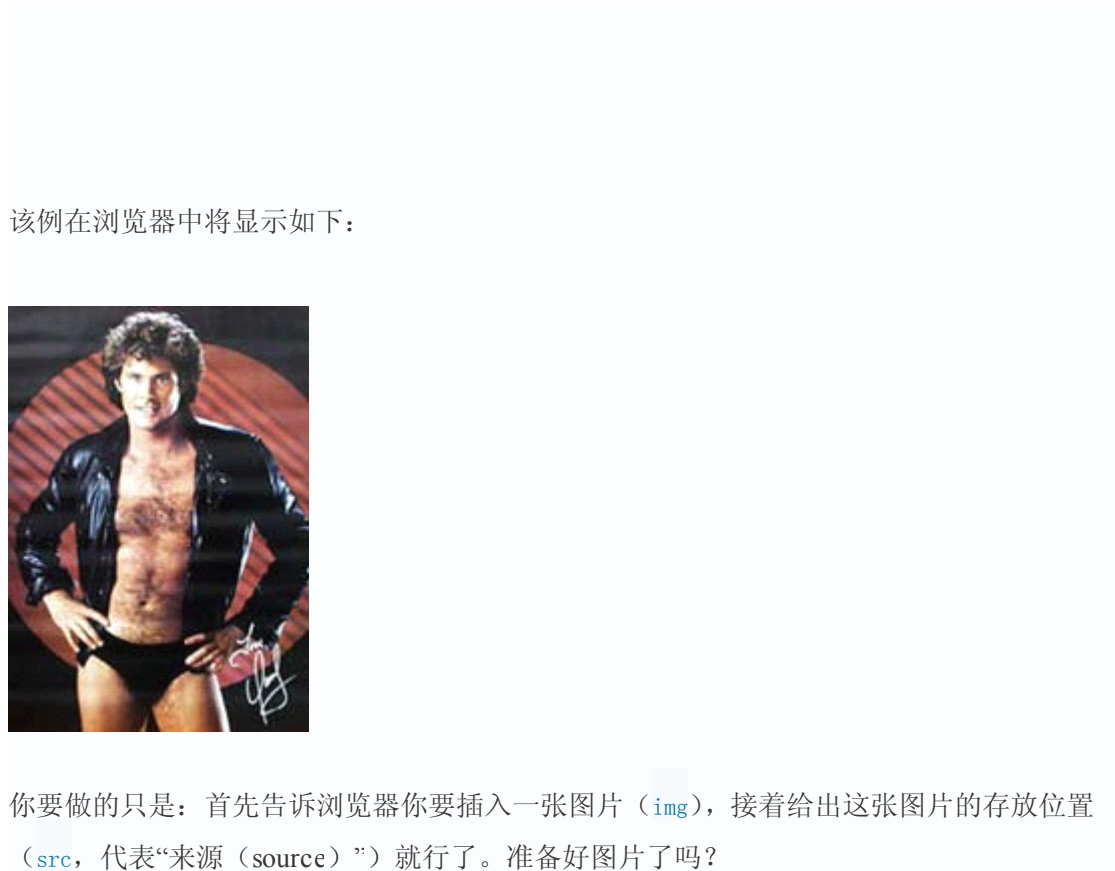 该例在浏览器中将显示如下：
你要做的只是：首先告诉浏览器你要插入一张图片（img），接着给出这张图片的存放位置
（src，代表“来源（source）”）就行了。准备好图片了吗？